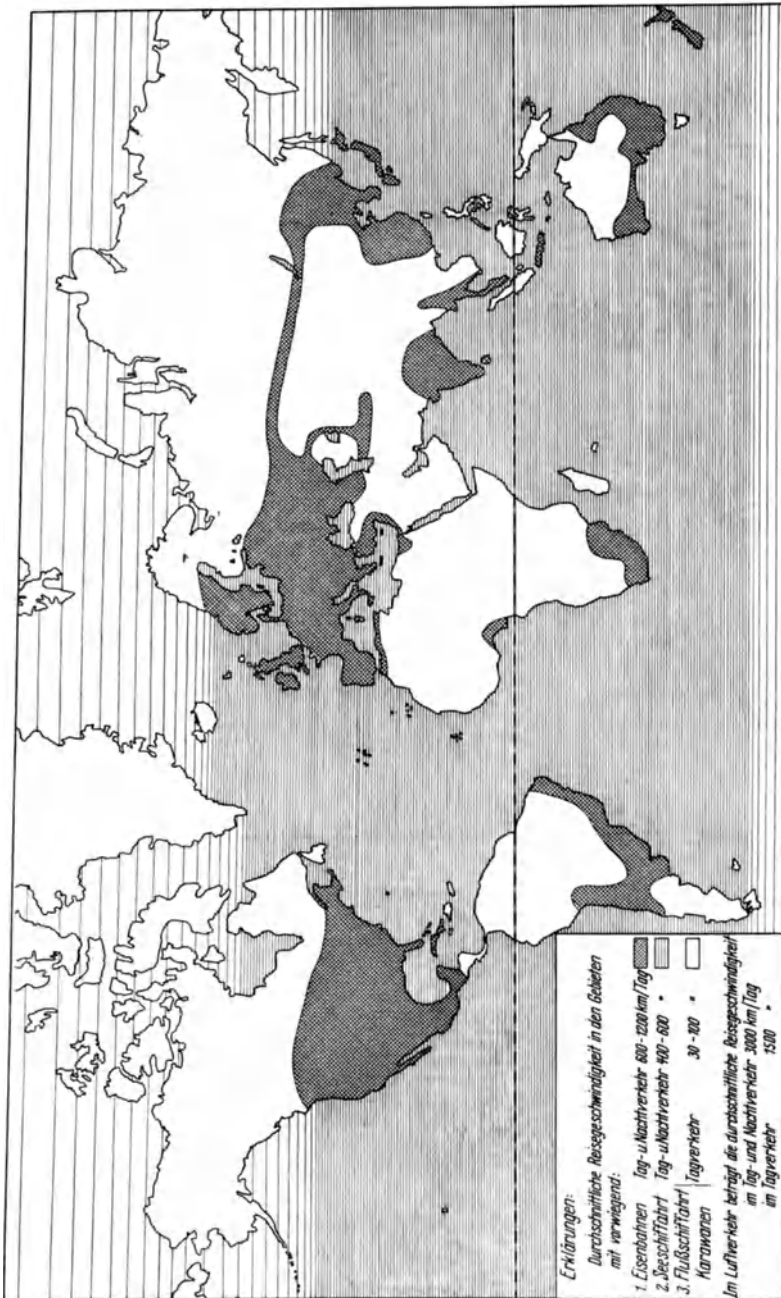 Erklärungen:
Durchschnittliche Reisegeschwindigkeit in den Gebieten
mit vorwiegend:
1. Eisenbahnen Tag-u.Nachtverkehr 600-1200 km/Tag
2. Seeschiffahrt Tag-u.Nachtverkehr 400-600 "
3. Flußschiffahrt | Tagverkehr 30-100 "
Karawanen
Im Luftverkehr beträgt die durchschnittliche Reisegeschwindigkeit
im Tag-und Nachtverkehr 3000 km/Tag
im Tagverkehr 1500 "